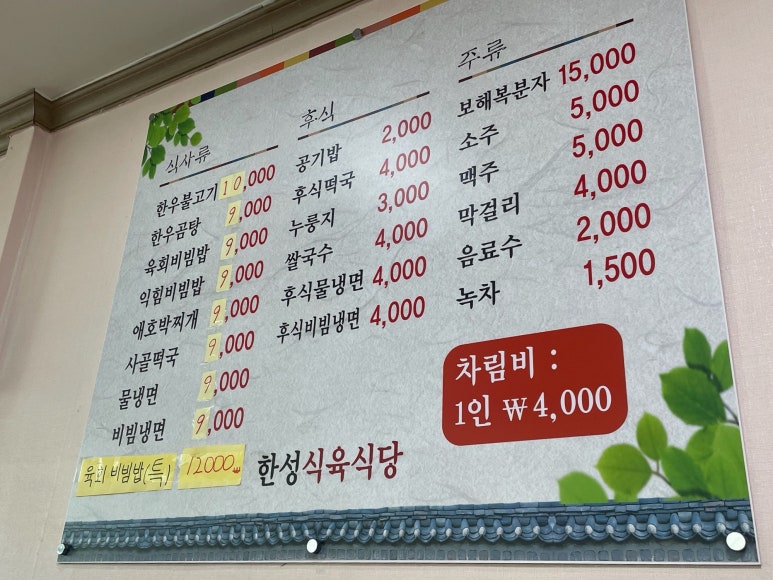 식사류
한우불고기 10,000
한우곰탕 9,000
육회비빔밥 9,000
익힘비빔밥 9,000
애호박찌개 9,000
사골떡국 9,000
물냉면 9,000
비빔냉면 9,000
육회 비빔밥(특) 12000₩
후식
공기밥 2,000
후식떡국 4,000
누룽지 3,000
쌀국수 4,000
후식물냉면 4,000
후식비빔냉면 4,000
주류
보해복분자 15,000
소주 5,000
맥주 5,000
막걸리 4,000
음료수 2,000
녹차 1,500
차림비 :
1인 ₩4,000
한성식육식당